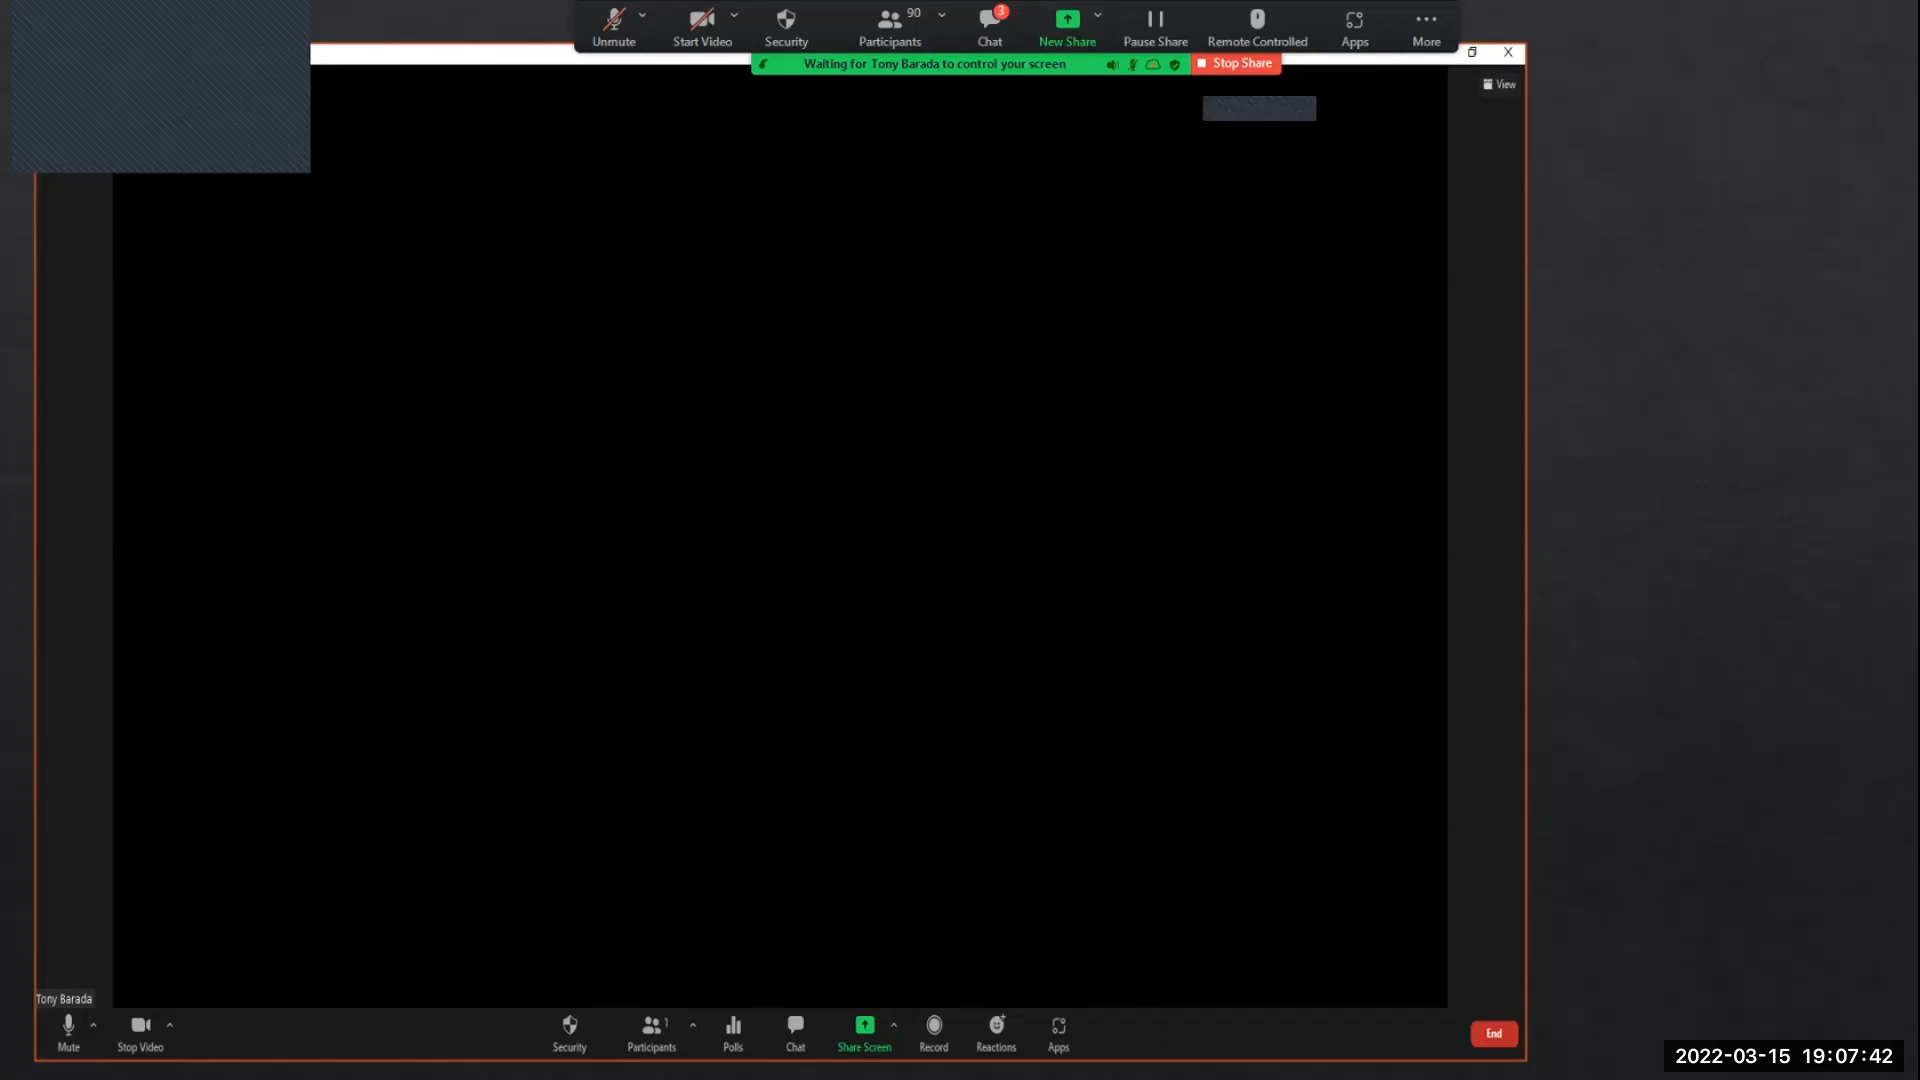 Unmute Start Video Security Participants 90 Chat 3 New Share Pause Share Remote Controlled Apps More
Waiting for Tony Barada to control your screen Stop Share
View
Tony Barada
Mute Stop Video Security Participants 1 Polls Chat Share Screen Record Reactions Apps End
2022-03-15 19:07:42